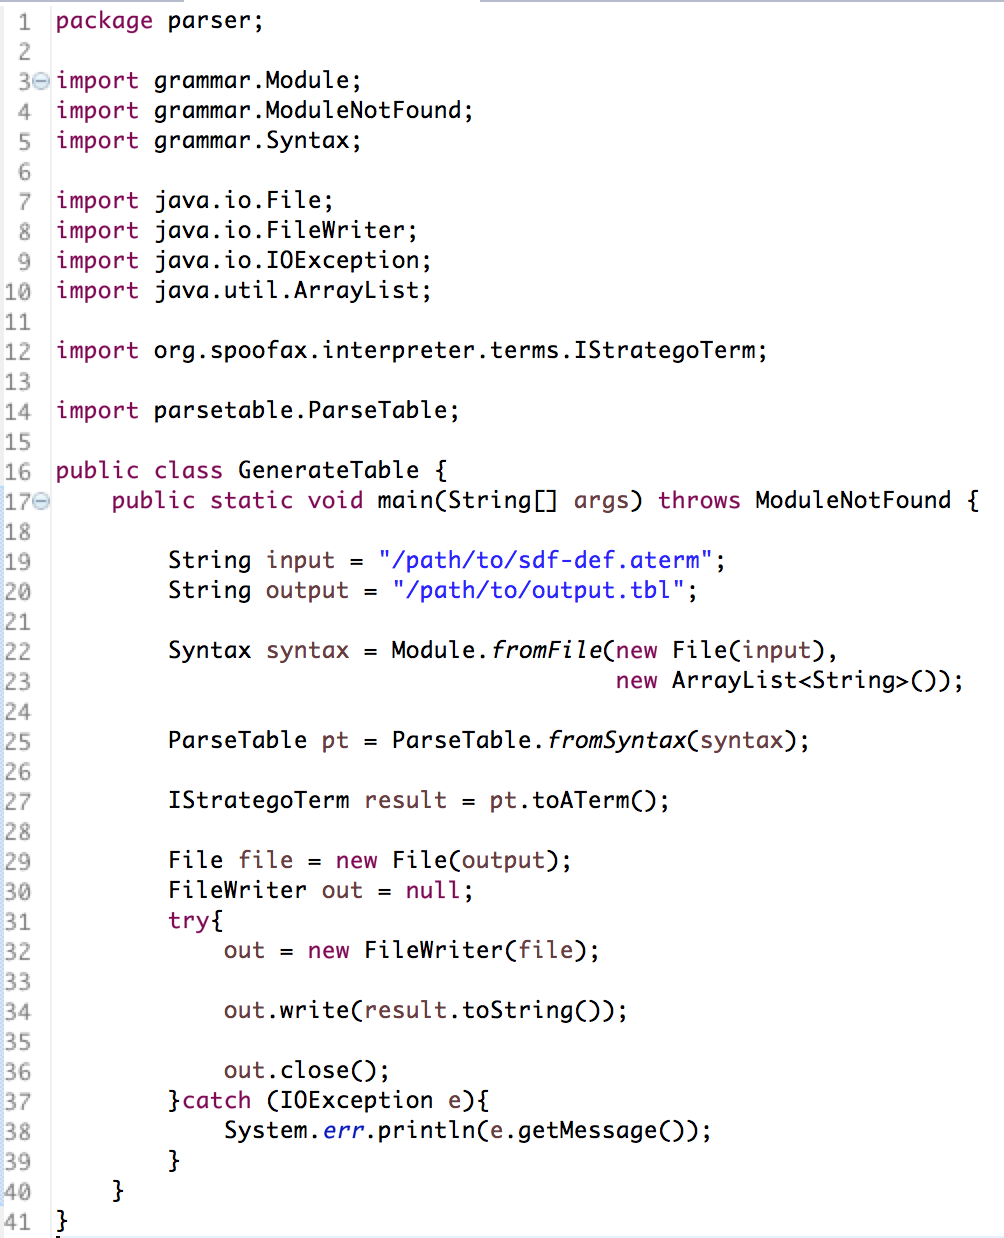 1 package parser;
2
3 import grammar.Module;
4 import grammar.ModuleNotFound;
5 import grammar.Syntax;
6
7 import java.io.File;
8 import java.io.FileWriter;
9 import java.io.IOException;
10 import java.util.ArrayList;
11
12 import org.spoofax.interpreter.terms.IStrategoTerm;
13
14 import parsetable.ParseTable;
15
16 public class GenerateTable {
17     public static void main(String[] args) throws ModuleNotFound {
18
19         String input = "/path/to/sdf-def.aterm";
20         String output = "/path/to/output.tbl";
21
22         Syntax syntax = Module.fromFile(new File(input),
23                                         new ArrayList<String>());
24
25         ParseTable pt = ParseTable.fromSyntax(syntax);
26
27         IStrategoTerm result = pt.toATerm();
28
29         File file = new File(output);
30         FileWriter out = null;
31         try{
32             out = new FileWriter(file);
33
34             out.write(result.toString());
35
36             out.close();
37         }catch (IOException e){
38             System.err.println(e.getMessage());
39         }
40     }
41 }